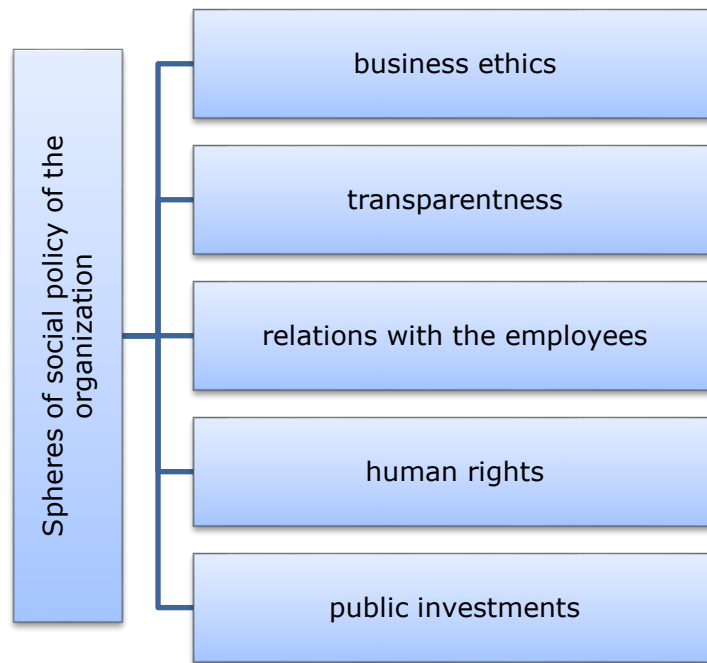 Spheres of social policy of the
organization
business ethics
transparentness
relations with the employees
human rights
public investments